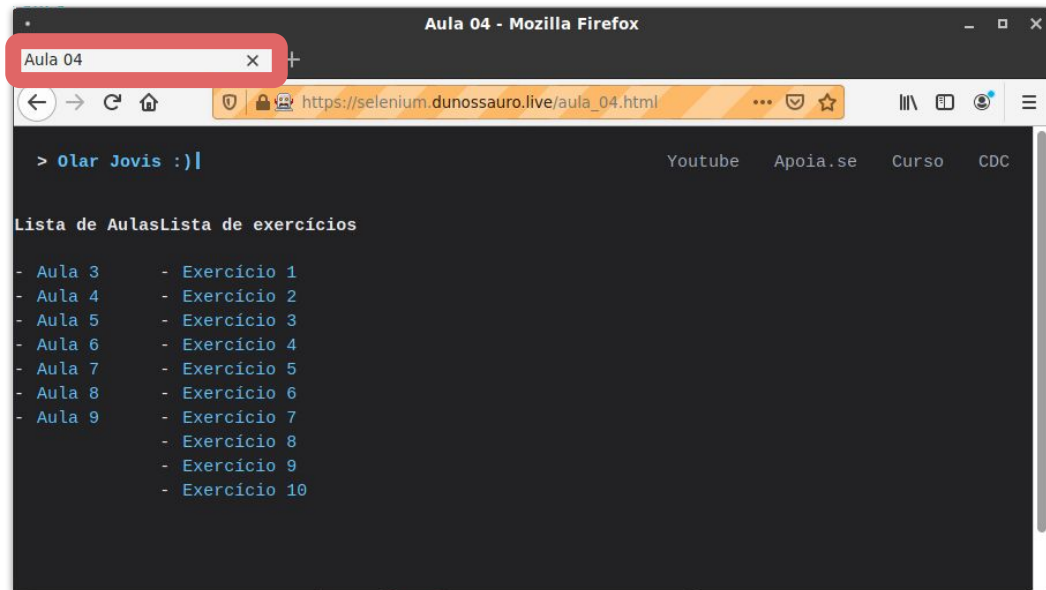 Aula 04 - Mozilla Firefox
Aula 04
https://selenium.dunossauro.live/aula_04.html
> Olar Jovis :)
Youtube Apoia.se Curso CDC
Lista de AulasLista de exercícios
- Aula 3 - Exercício 1
- Aula 4 - Exercício 2
- Aula 5 - Exercício 3
- Aula 6 - Exercício 4
- Aula 7 - Exercício 5
- Aula 8 - Exercício 6
- Aula 9 - Exercício 7
- Exercício 8
- Exercício 9
- Exercício 10